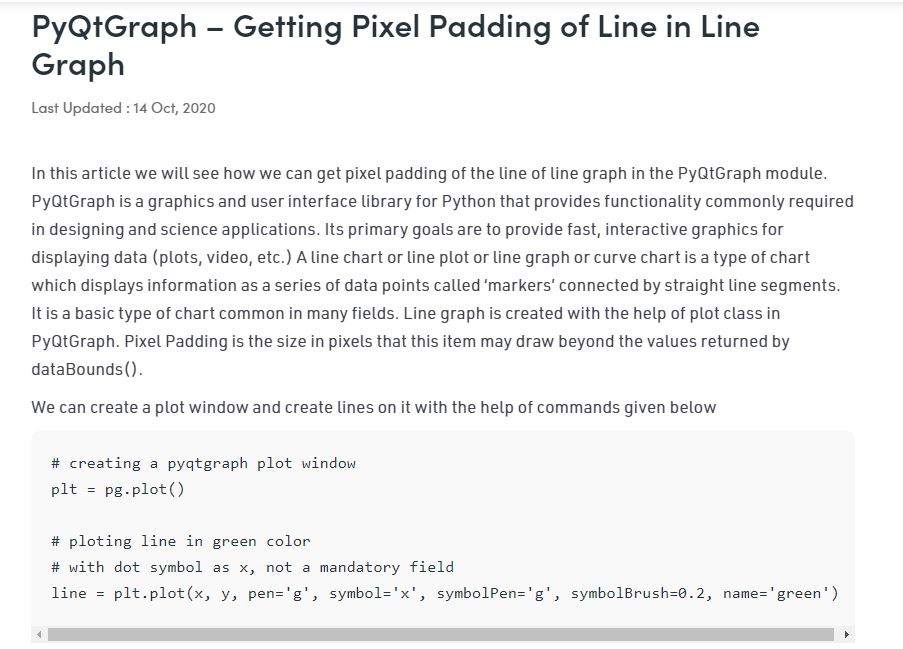 PyQtGraph – Getting Pixel Padding of Line in Line
Graph
Last Updated : 14 Oct, 2020
In this article we will see how we can get pixel padding of the line of line graph in the PyQtGraph module.
PyQtGraph is a graphics and user interface library for Python that provides functionality commonly required
in designing and science applications. Its primary goals are to provide fast, interactive graphics for
displaying data (plots, video, etc.) A line chart or line plot or line graph or curve chart is a type of chart
which displays information as a series of data points called ‘markers’ connected by straight line segments.
It is a basic type of chart common in many fields. Line graph is created with the help of plot class in
PyQtGraph. Pixel Padding is the size in pixels that this item may draw beyond the values returned by
dataBounds().
We can create a plot window and create lines on it with the help of commands given below
# creating a pyqtgraph plot window
plt = pg.plot()
# ploting line in green color
# with dot symbol as x, not a mandatory field
line = plt.plot(x, y, pen='g', symbol='x', symbolPen='g', symbolBrush=0.2, name='green')